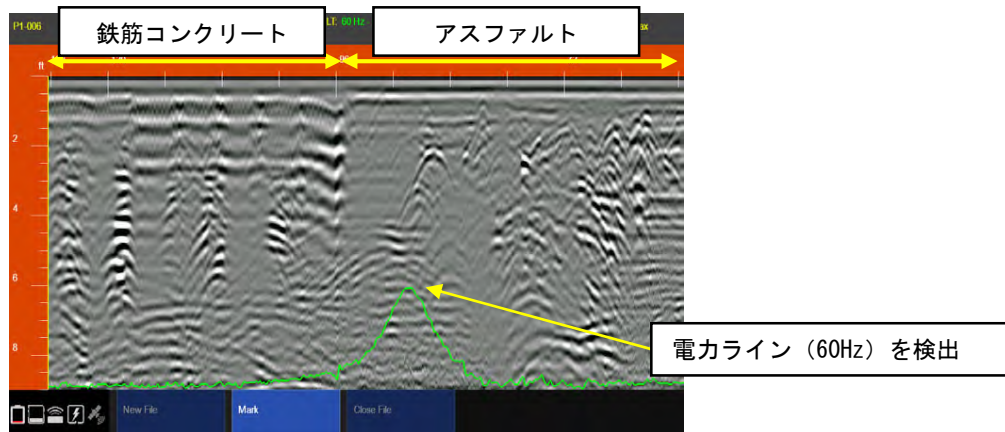 P1-006
鉄筋コンクリート
LT: 60 Hz
アスファルト
ft
2
4
6
8
電力ライン（60Hz）を検出
New File
Mark
Close File